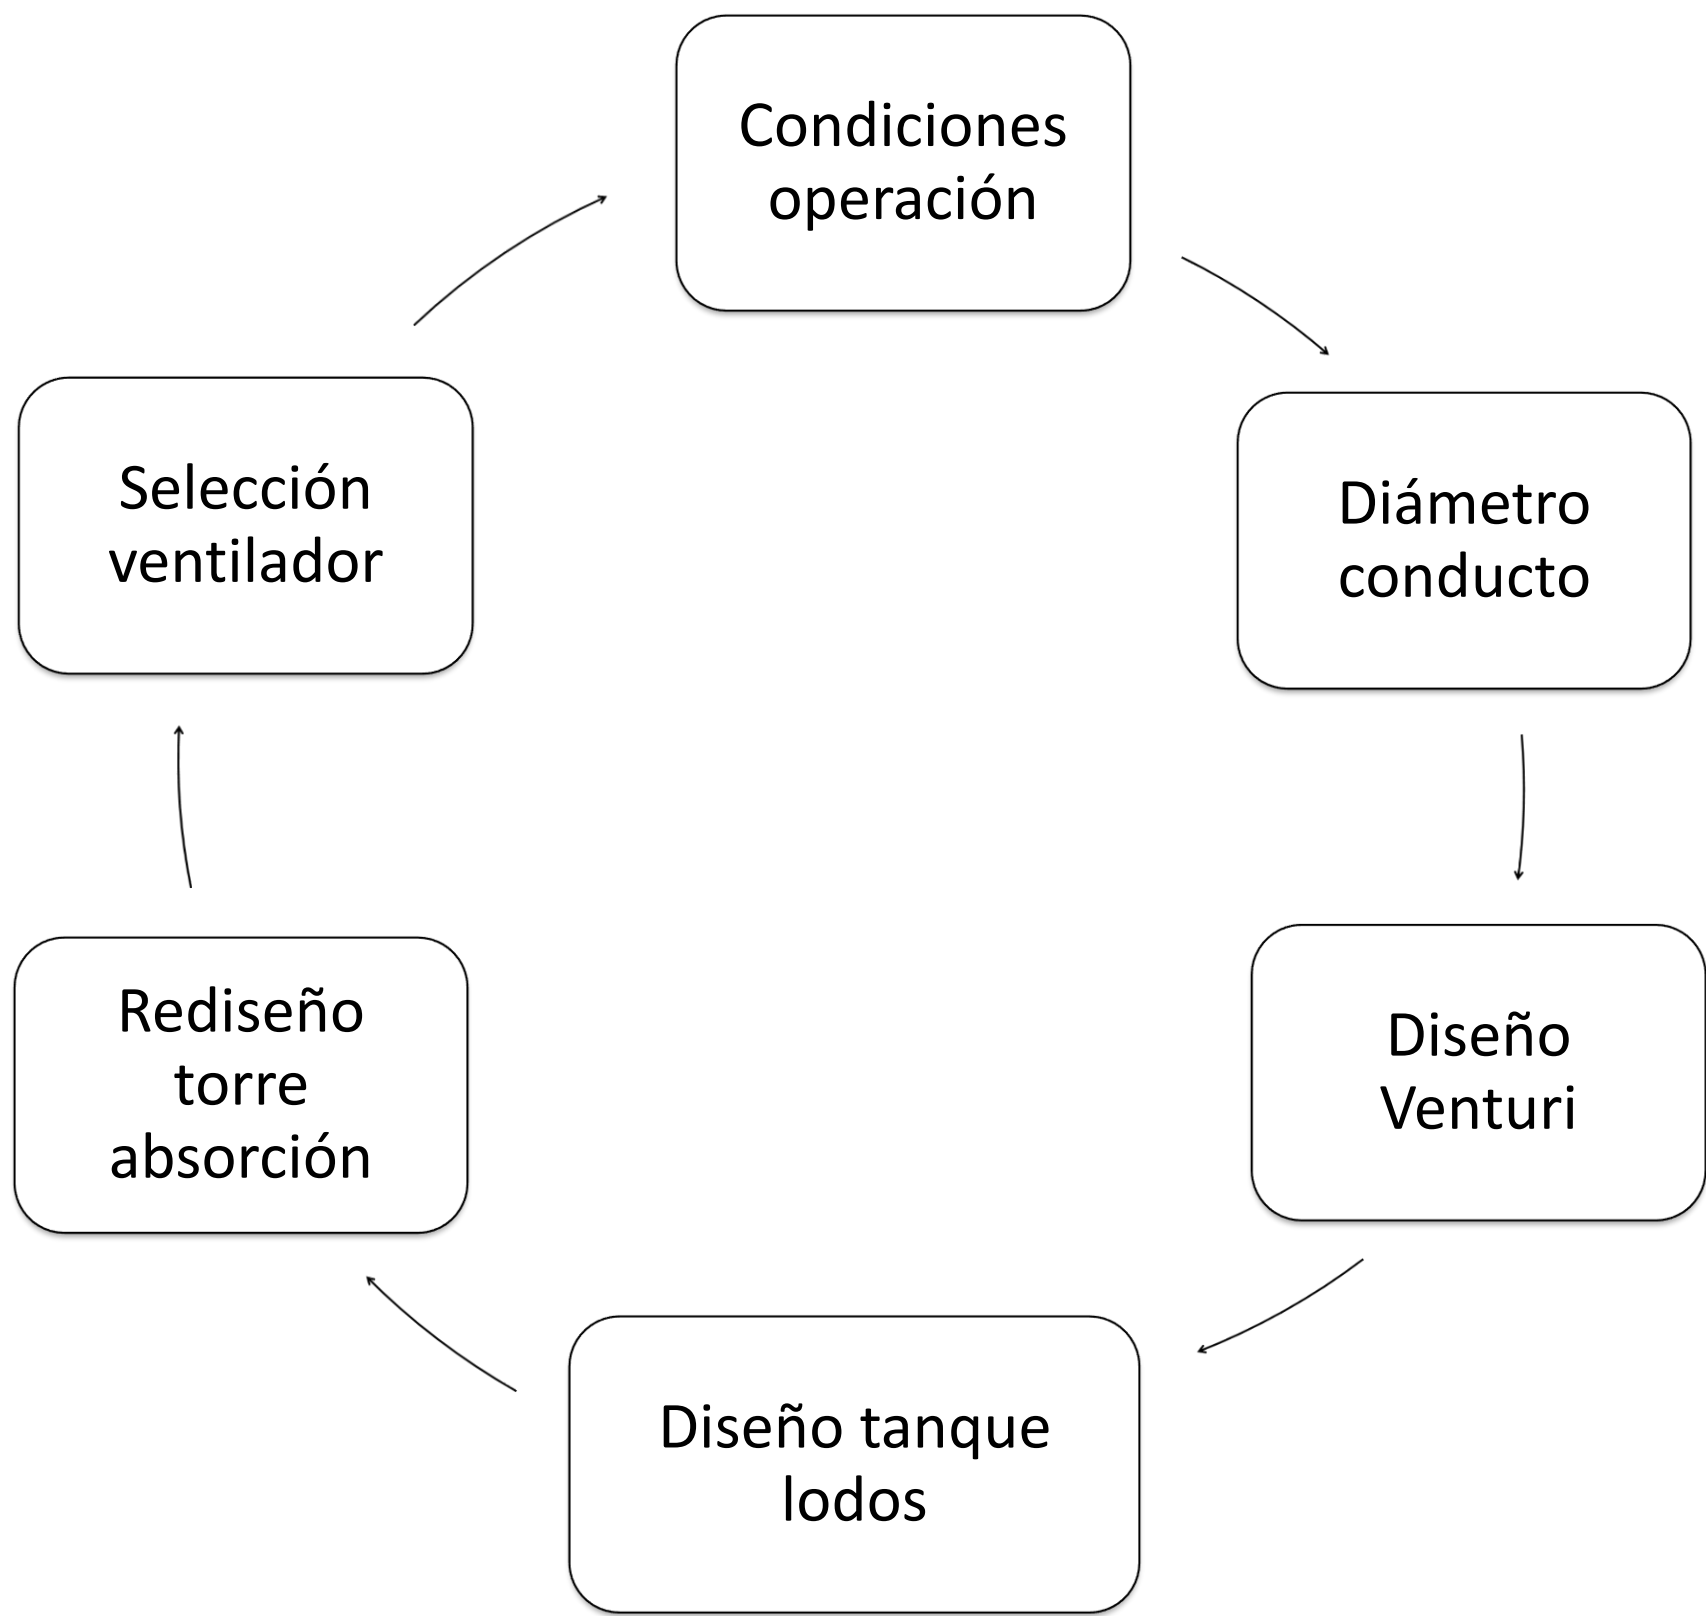 Condiciones
operación
Diámetro
conducto
Diseño
Venturi
Diseño tanque
lodos
Rediseño
torre
absorción
Selección
ventilador